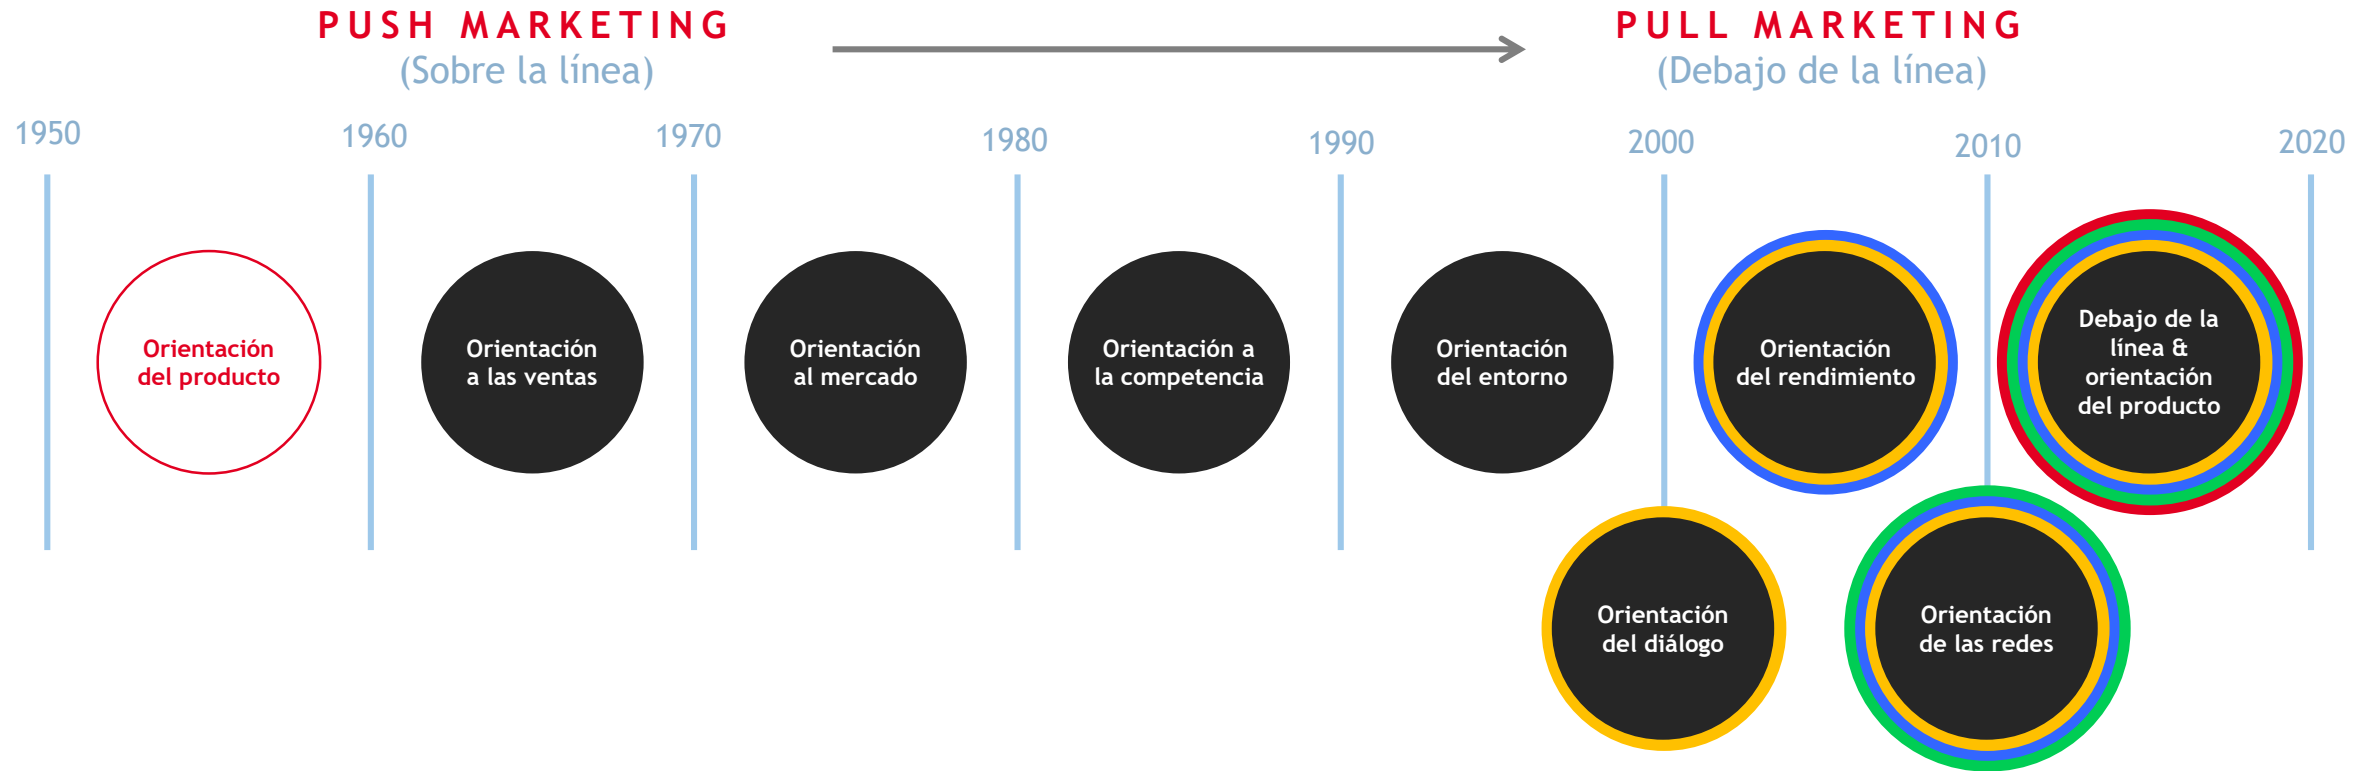 PUSH MARKETING
(Sobre la línea)
PULL MARKETING
(Debajo de la línea)
1950
1960
1970
1980
1990
2000
2010
2020
Orientación
del producto
Orientación
a las ventas
Orientación
al mercado
Orientación a
la competencia
Orientación
del entorno
Orientación
del rendimiento
Debajo de la
línea &
orientación
del producto
Orientación
del diálogo
Orientación
de las redes